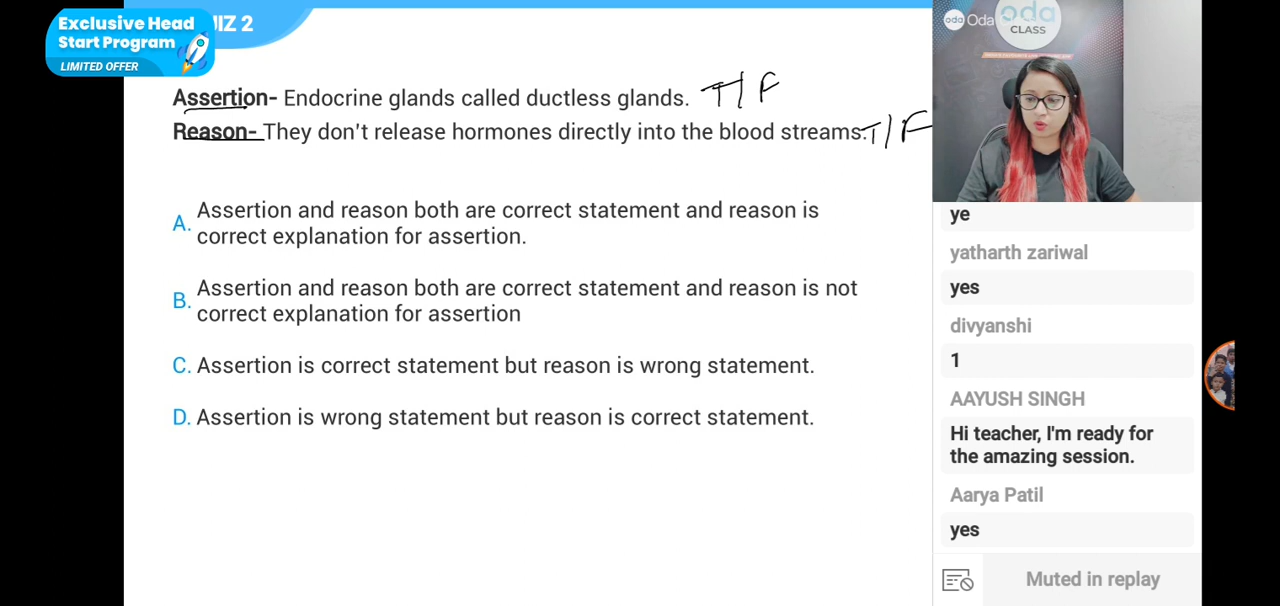 Exclusive Head
Start Program
LIMITED OFFER
IZ 2
Assertion- Endocrine glands called ductless glands. T/F
Reason- They don't release hormones directly into the blood streams. T/F
A. Assertion and reason both are correct statement and reason is
correct explanation for assertion.
B. Assertion and reason both are correct statement and reason is not
correct explanation for assertion
C. Assertion is correct statement but reason is wrong statement.
D. Assertion is wrong statement but reason is correct statement.
oda Oda
oda
CLASS
ye
yatharth zariwal
yes
divyanshi
1
AAYUSH SINGH
Hi teacher, I'm ready for
the amazing session.
Aarya Patil
yes
Muted in replay